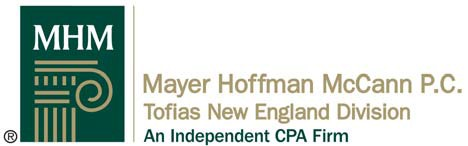 MHM
Mayer Hoffman McCann P.C.
Tofias New England Division
An Independent CPA Firm
®